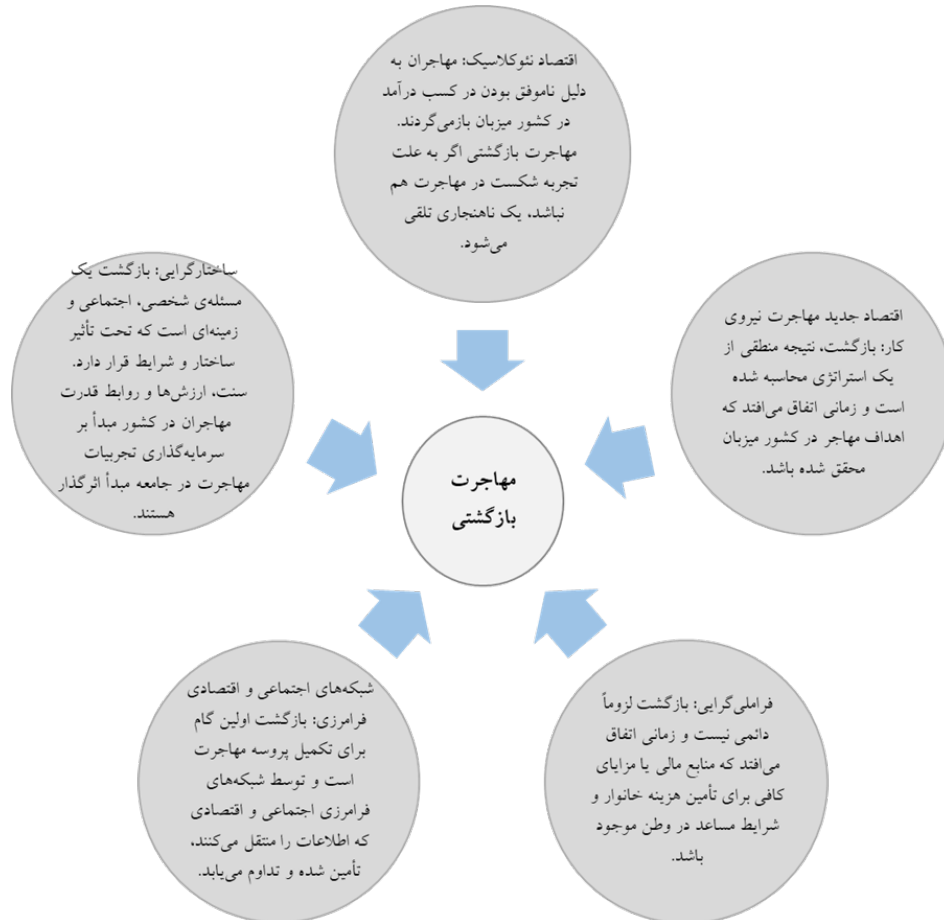 اقتصاد نئوکلاسیک: مهاجران به
دلیل ناموفق بودن در کسب درآمد
در کشور میزبان بازمی‌گردند.
مهاجرت بازگشتی اگر به علت
تجربه شکست در مهاجرت هم
نباشد، یک ناهنجاری تلقی
می‌شود.
اقتصاد جدید مهاجرت نیروی
کار: بازگشت، نتیجه منطقی از
یک استراتژی محاسبه شده
است و زمانی اتفاق می‌افتد که
اهداف مهاجر در کشور میزبان
محقق شده باشد.
ساختارگرایی: بازگشت یک
مسئله‌ی شخصی، اجتماعی و
زمینه‌ای است که تحت تأثیر
ساختار و شرایط قرار دارد.
سنت، ارزش‌ها و روابط قدرت
مهاجران در کشور مبدأ بر
سرمایه‌گذاری تجربیات
مهاجرت در جامعه مبدأ اثرگذار
هستند.
مهاجرت
بازگشتی
فراملی‌گرایی: بازگشت لزوماً
دائمی نیست و زمانی اتفاق
می‌افتد که منابع مالی یا مزایای
کافی برای تأمین هزینه خانوار و
شرایط مساعد در وطن موجود
باشد.
شبکه‌های اجتماعی و اقتصادی
فرامرزی: بازگشت اولین گام
برای تکمیل پروسه مهاجرت
است و توسط شبکه‌های
فرامرزی اجتماعی و اقتصادی
که اطلاعات را منتقل می‌کنند،
تأمین شده و تداوم می‌یابد.